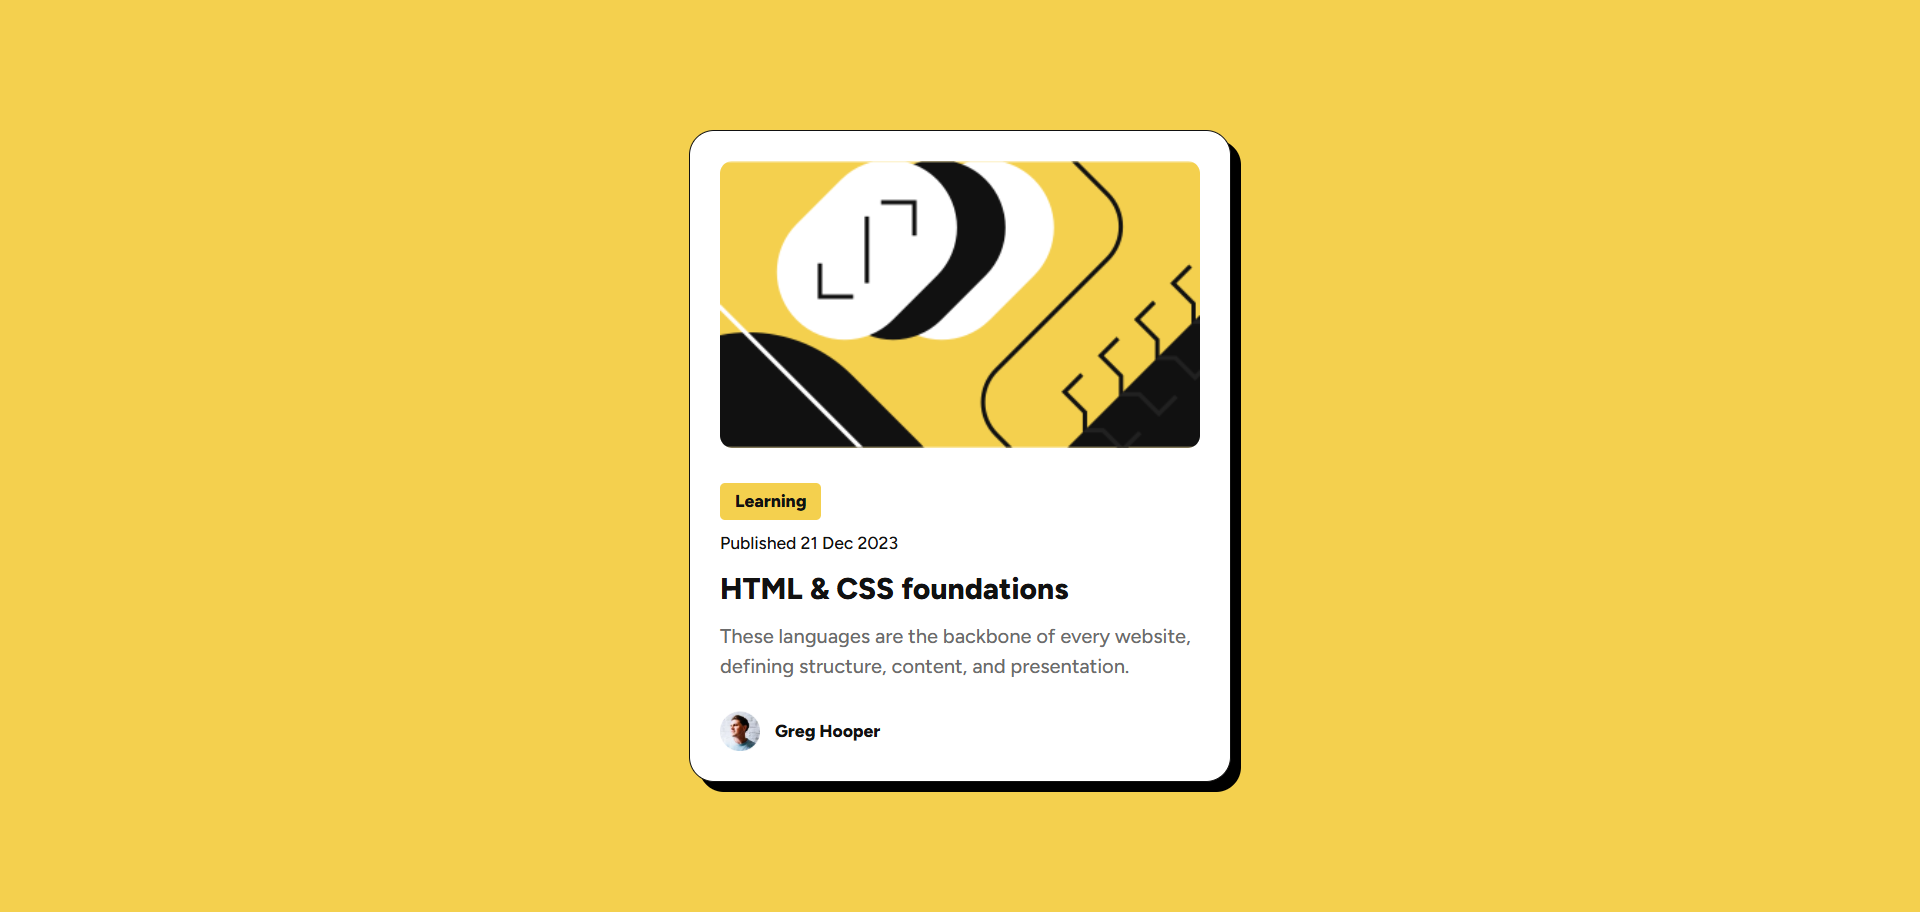 Learning
Published 21 Dec 2023
HTML & CSS foundations
These languages are the backbone of every website,
defining structure, content, and presentation.
Greg Hooper